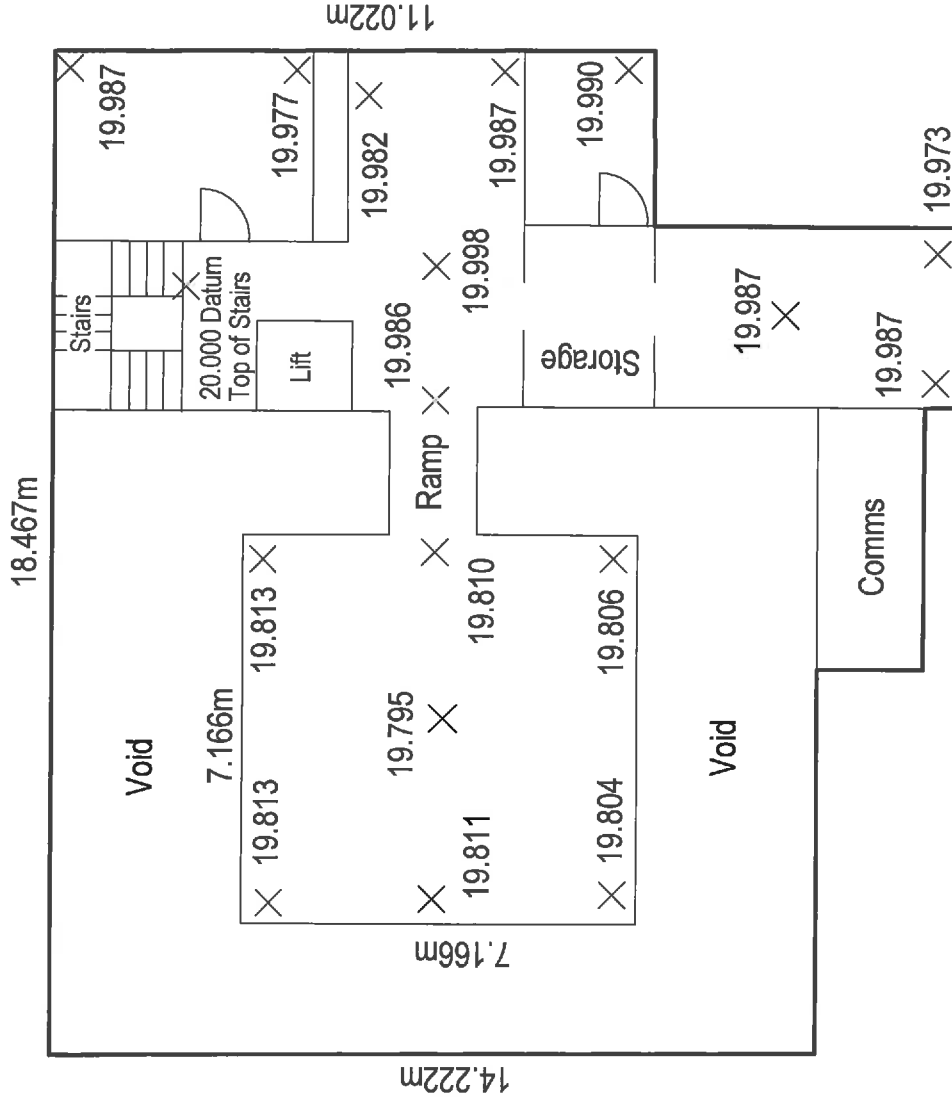 11.022m
19.987
19.977
19.982
19.987
19.990
19.973
Stairs
20.000 Datum
Top of Stairs
Lift
19.986
19.998
Storage
19.987
19.987
18.467m
Ramp
Void
7.166m
19.813
19.813
19.810
19.795
19.811
19.806
19.804
7.166m
Void
Comms
14.222m